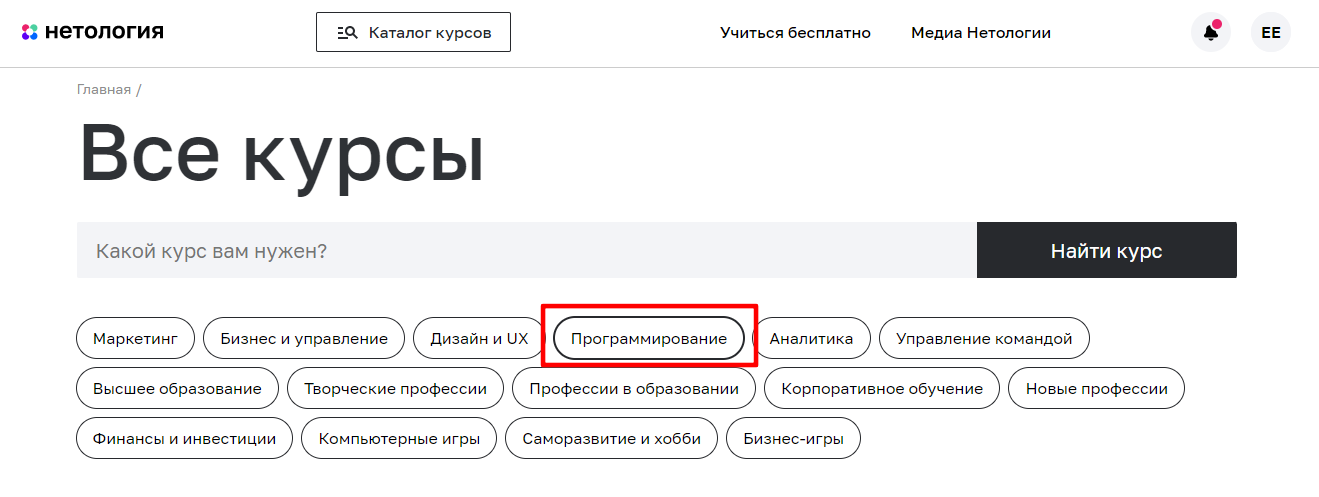 нетология Каталог курсов Учиться бесплатно Медиа Нетологии ЕЕ
Главная /
Все курсы
Какой курс вам нужен? Найти курс
Маркетинг Бизнес и управление Дизайн и UX Программирование Аналитика Управление командой
Высшее образование Творческие профессии Профессии в образовании Корпоративное обучение Новые профессии
Финансы и инвестиции Компьютерные игры Саморазвитие и хобби Бизнес-игры